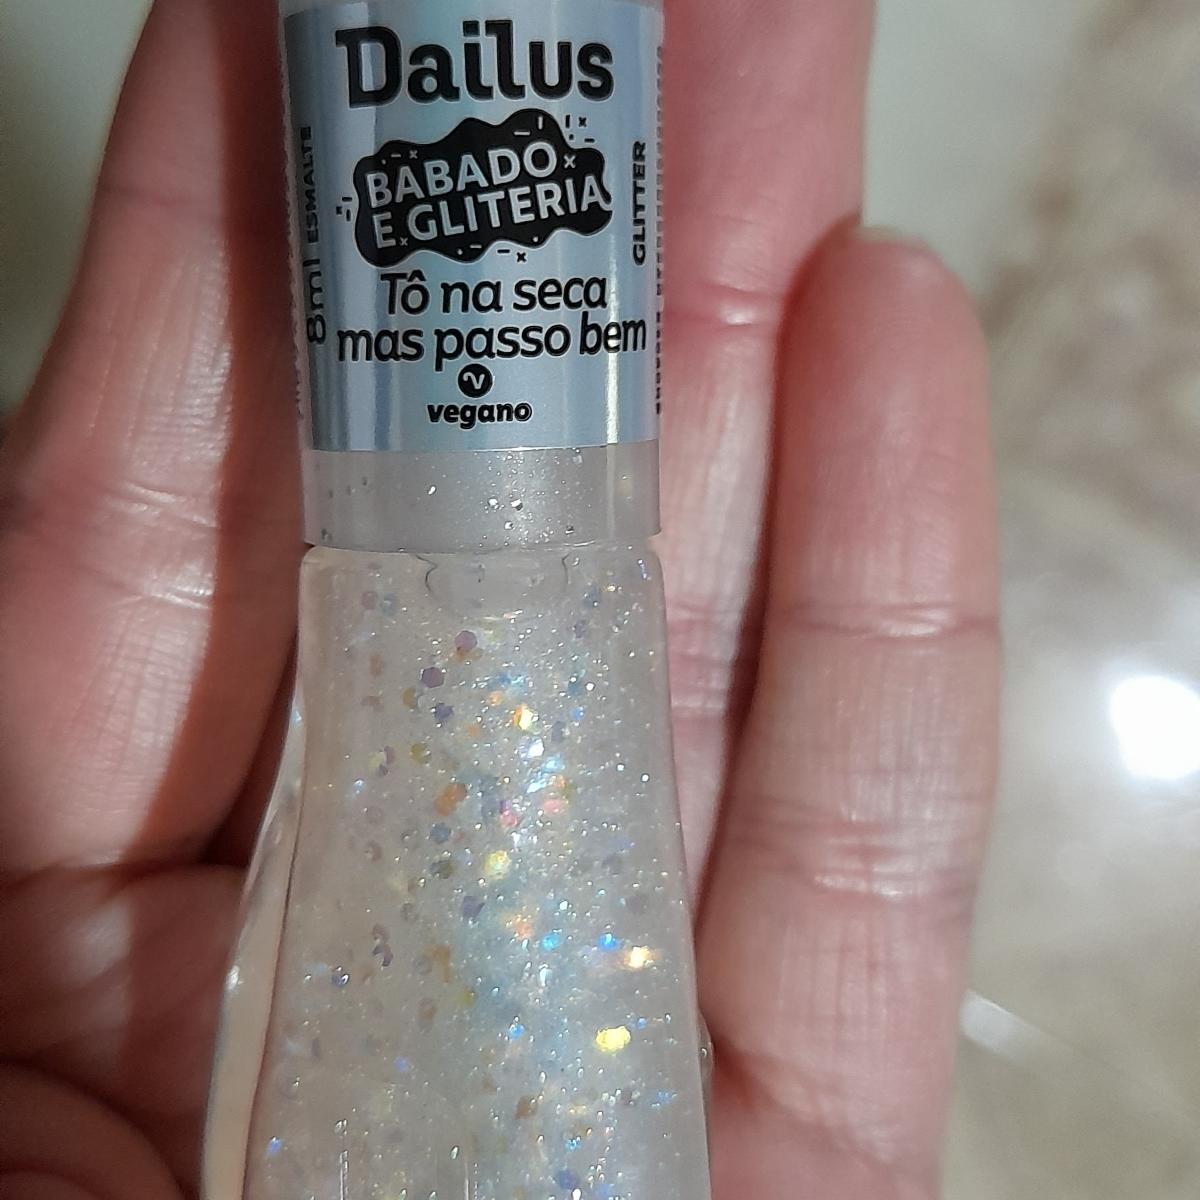 Dailus
BABADO
E GLITERIA
Tô na seca
mas passo bem
vegano
8ml ESMALTE
GLITTER